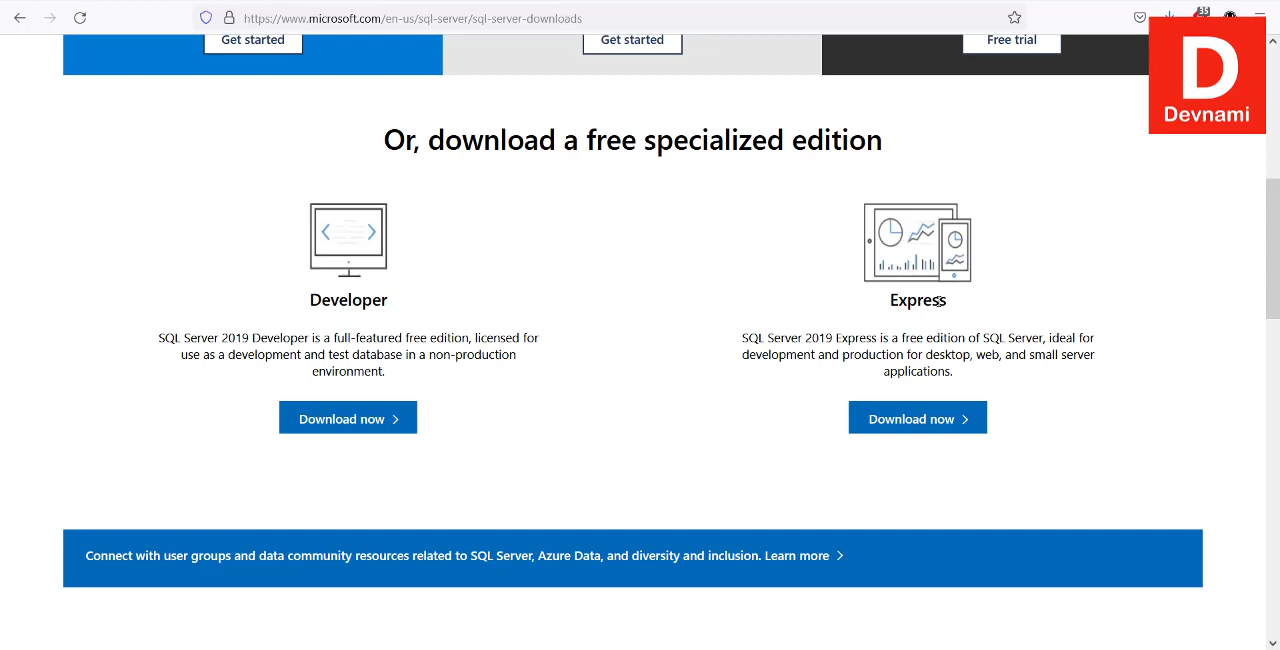 https://www.microsoft.com/en-us/sql-server/sql-server-downloads
35
Get started
Get started
Free trial
D
Devnami
Or, download a free specialized edition
Developer
SQL Server 2019 Developer is a full-featured free edition, licensed for
use as a development and test database in a non-production
environment.
Download now
Express
SQL Server 2019 Express is a free edition of SQL Server, ideal for
development and production for desktop, web, and small server
applications.
Download now
Connect with user groups and data community resources related to SQL Server, Azure Data, and diversity and inclusion. Learn more